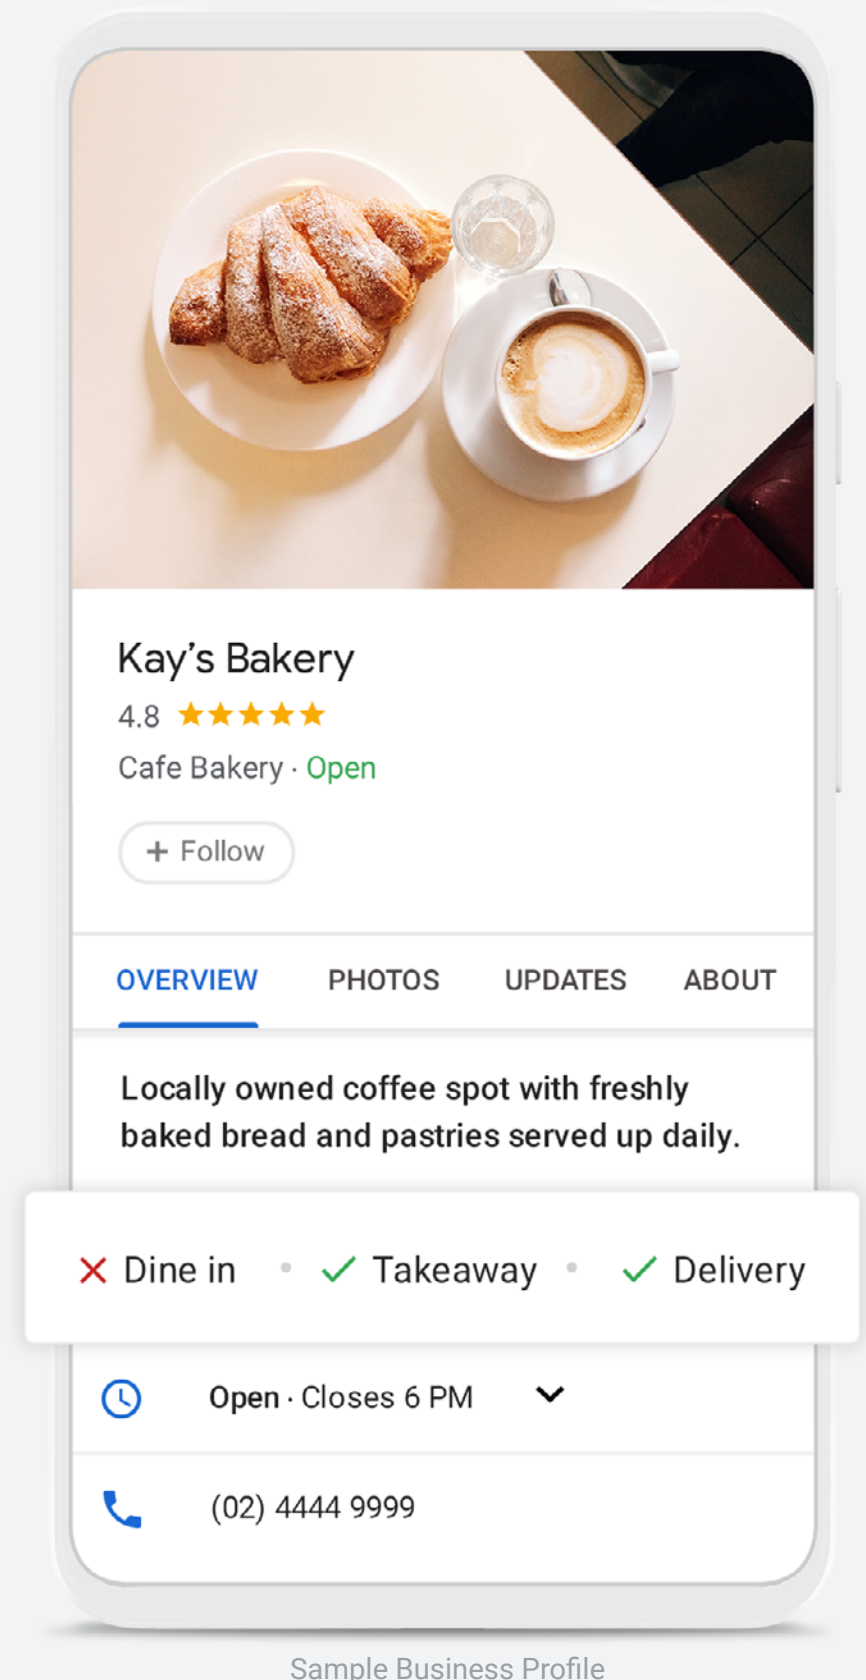 Kay’s Bakery
4.8
Cafe Bakery · Open
+ Follow
OVERVIEW PHOTOS UPDATES ABOUT
Locally owned coffee spot with freshly
baked bread and pastries served up daily.
Dine in • Takeaway • Delivery
Open · Closes 6 PM
(02) 4444 9999
Sample Business Profile